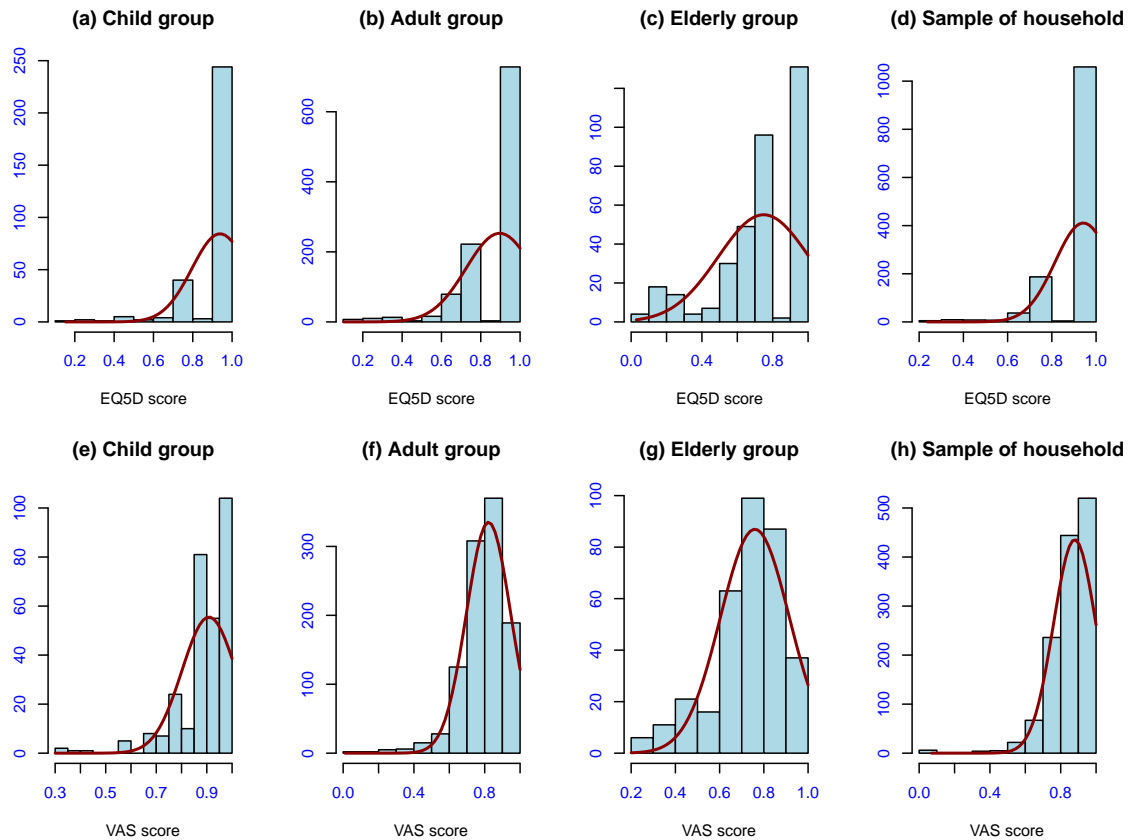 (a) Child group
(b) Adult group
(c) Elderly group
(d) Sample of household
0 50 100 150 200 250
0.2 0.4 0.6 0.8 1.0
EQ5D score
0 200 400 600
0.0 0.2 0.4 0.6 0.8 1.0
EQ5D score
0 20 40 60 80 100
0.0 0.4 0.8
EQ5D score
0 200 400 600 800 1000
0.2 0.4 0.6 0.8 1.0
EQ5D score
(e) Child group
(f) Adult group
(g) Elderly group
(h) Sample of household
0 20 40 60 80 100
0.3 0.5 0.7 0.9
VAS score
0 100 200 300
0.0 0.4 0.8
VAS score
0 20 40 60 80 100
0.2 0.4 0.6 0.8 1.0
VAS score
0 100 200 300 400 500
0.0 0.4 0.8
VAS score